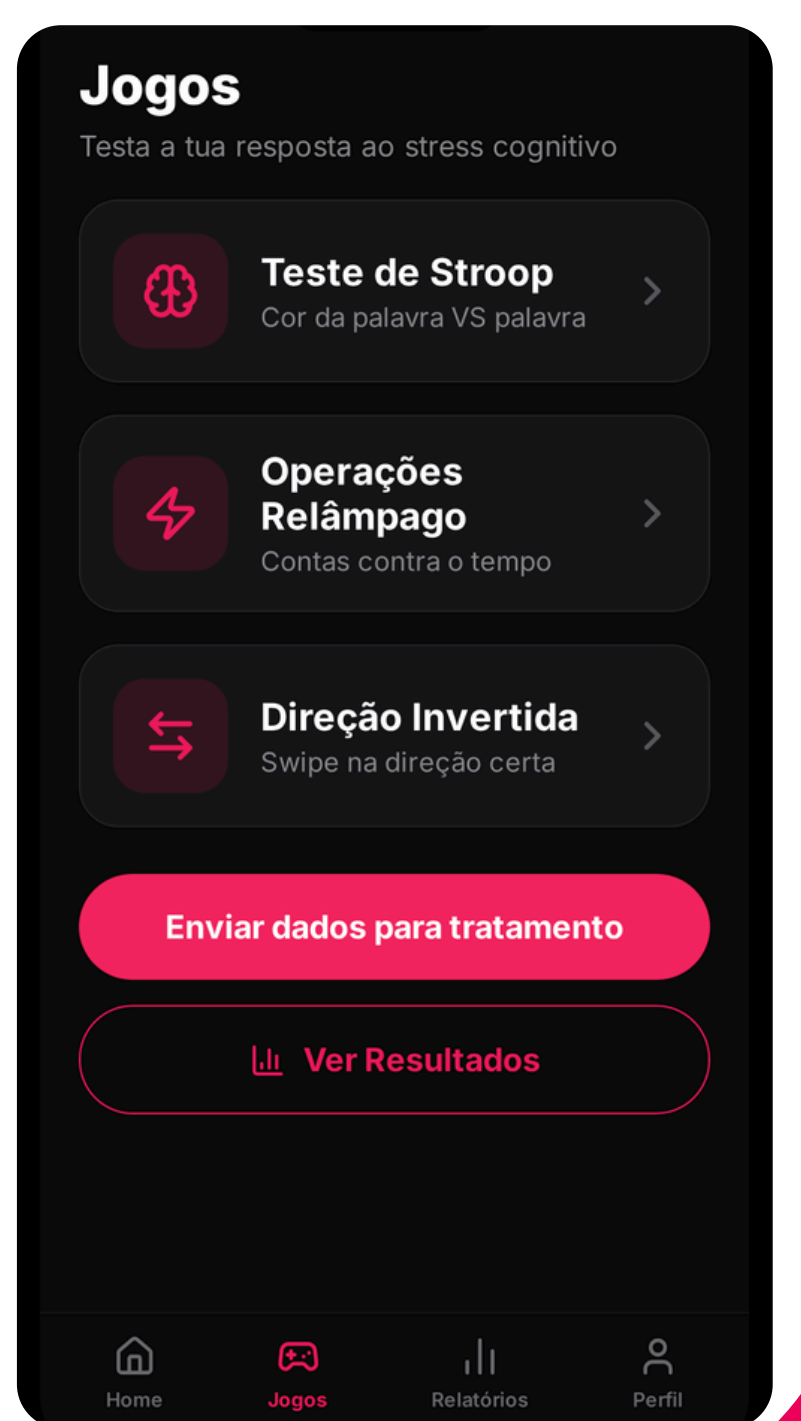 Jogos
Testa a tua resposta ao stress cognitivo
Teste de Stroop
Cor da palavra VS palavra
Operações
Relâmpago
Contas contra o tempo
Direção Invertida
Swipe na direção certa
Enviar dados para tratamento
Ver Resultados
Home
Jogos
Relatórios
Perfil